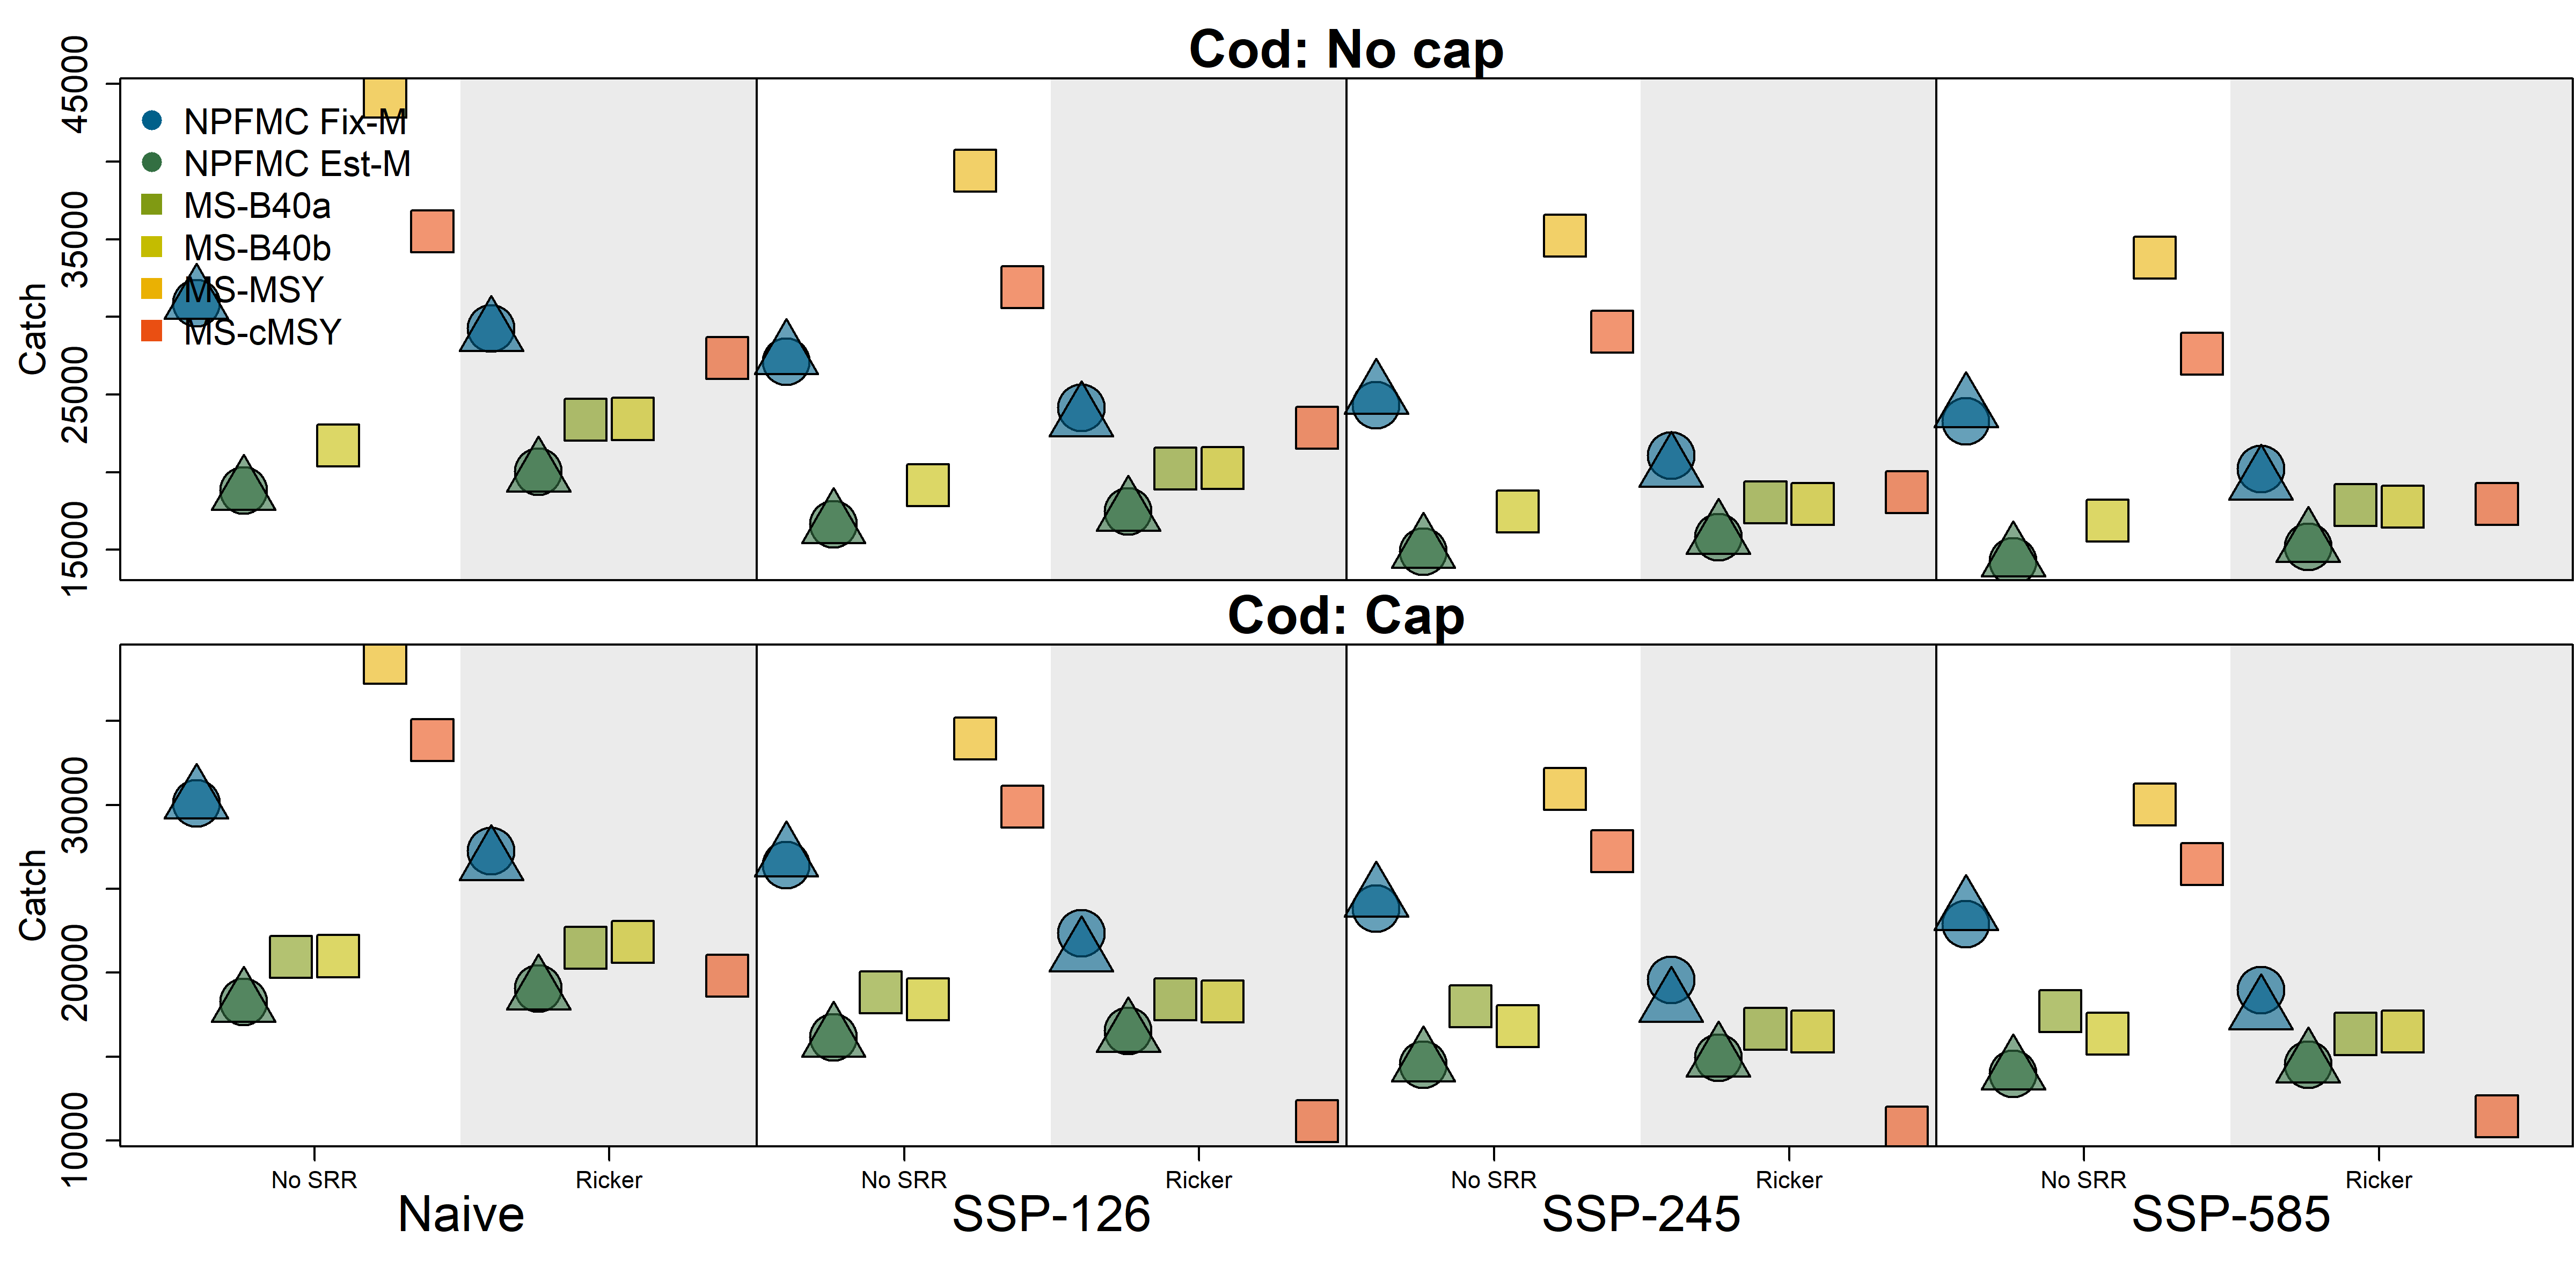 Cod: No cap
Catch
45000
35000
25000
15000
NPFMC Fix-M
NPFMC Est-M
MS-B40a
MS-B40b
MS-MSY
MS-cMSY
Cod: Cap
Catch
30000
20000
10000
No SRR Ricker No SRR Ricker No SRR Ricker No SRR Ricker
Naive SSP-126 SSP-245 SSP-585